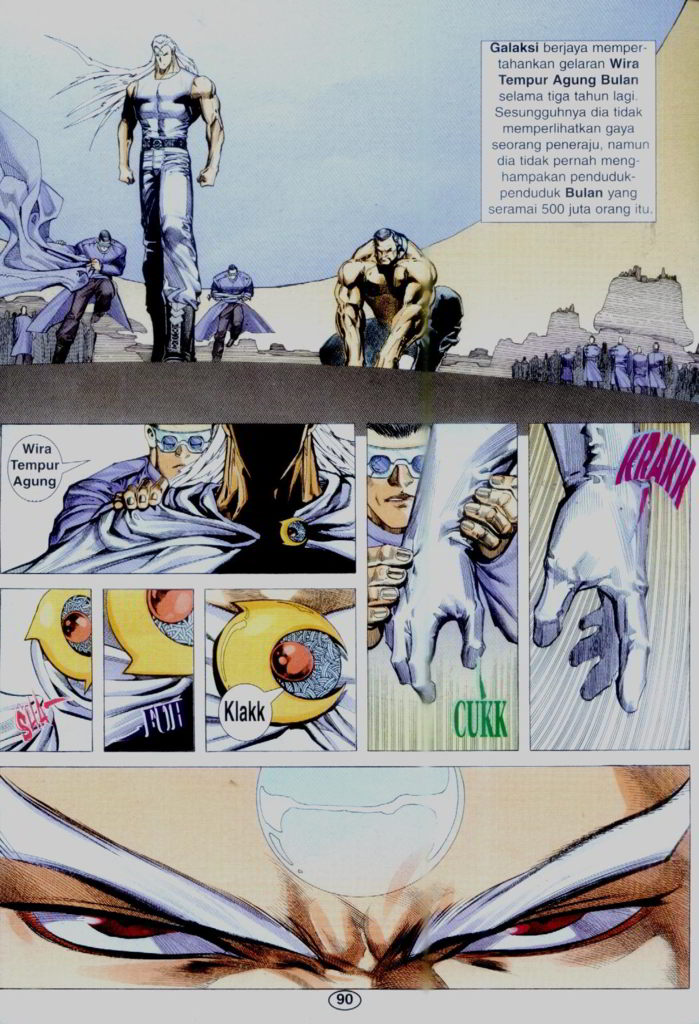 Galaksi berjaya memper-
tahankan gelaran Wira
Tempur Agung Bulan
selama tiga tahun lagi.
Sesungguhnya dia tidak
memperlihatkan gaya
seorang peneraju, namun
dia tidak pernah meng-
hampakan penduduk-
penduduk Bulan yang
seramai 500 juta orang itu.
Wira
Tempur
Agung
KRAKK
CUKK
Klakk
90